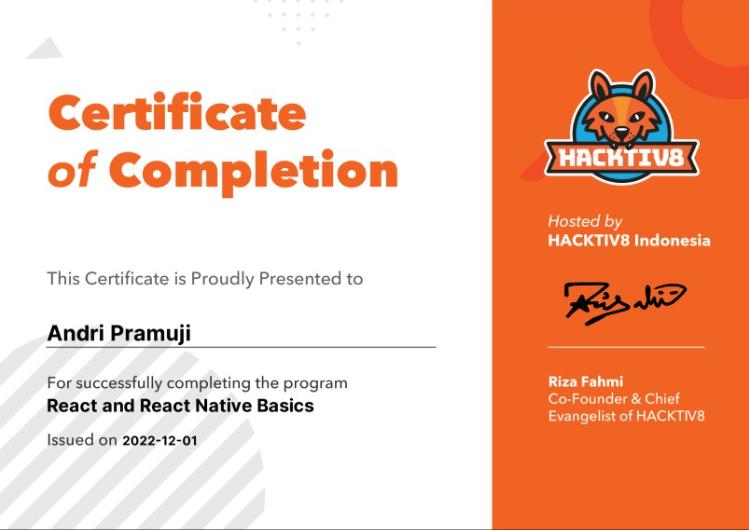 Certificate
of Completion
This Certificate is Proudly Presented to
Andri Pramuji
For successfully completing the program
React and React Native Basics
Issued on 2022-12-01
HACKTIV8
Hosted by
HACKTIV8 Indonesia
Riza Fahmi
Co-Founder & Chief
Evangelist of HACKTIV8